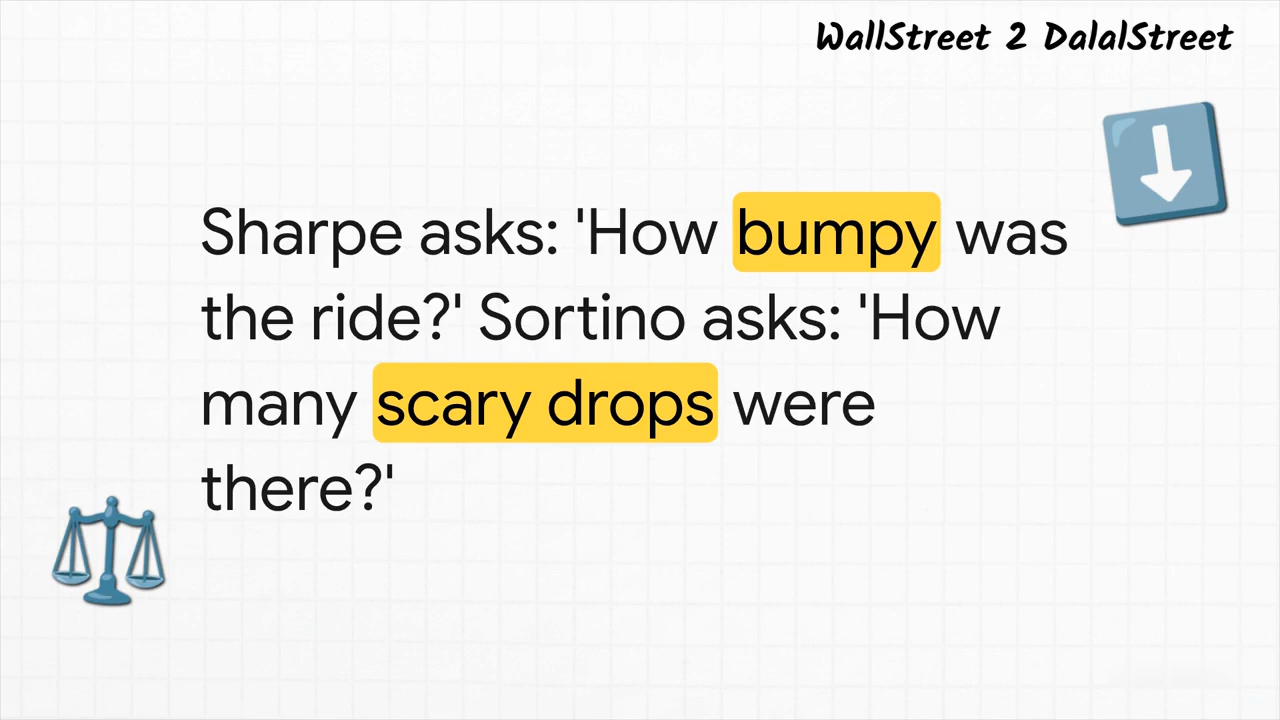 WallStreet 2 DalalStreet
Sharpe asks: 'How bumpy was
the ride?' Sortino asks: 'How
many scary drops were
there?'